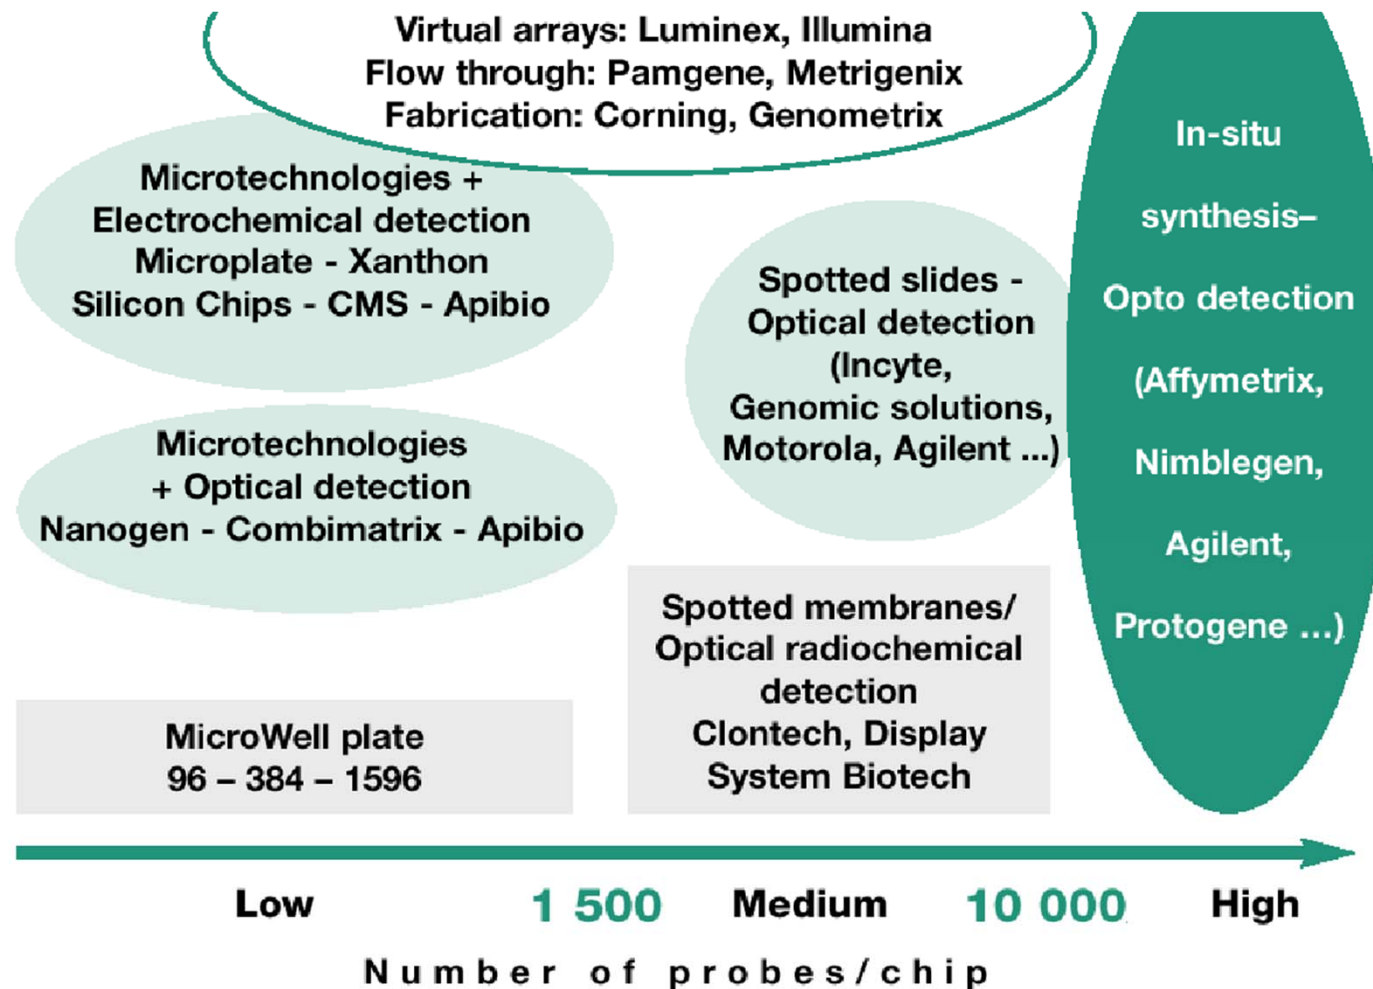 Virtual arrays: Luminex, Illumina
Flow through: Pamgene, Metrigenix
Fabrication: Corning, Genometrix
Microtechnologies +
Electrochemical detection
Microplate - Xanthon
Silicon Chips - CMS - Apibio
Spotted slides -
Optical detection
(Incyte,
Genomic solutions,
Motorola, Agilent ...)
In-situ
synthesis–
Opto detection
(Affymetrix,
Nimblegen,
Agilent,
Protogene ...)
Microtechnologies
+ Optical detection
Nanogen - Combimatrix - Apibio
Spotted membranes/
Optical radiochemical
detection
Clontech, Display
System Biotech
MicroWell plate
96 – 384 – 1596
Low 1 500 Medium 10 000 High
Number of probes/chip